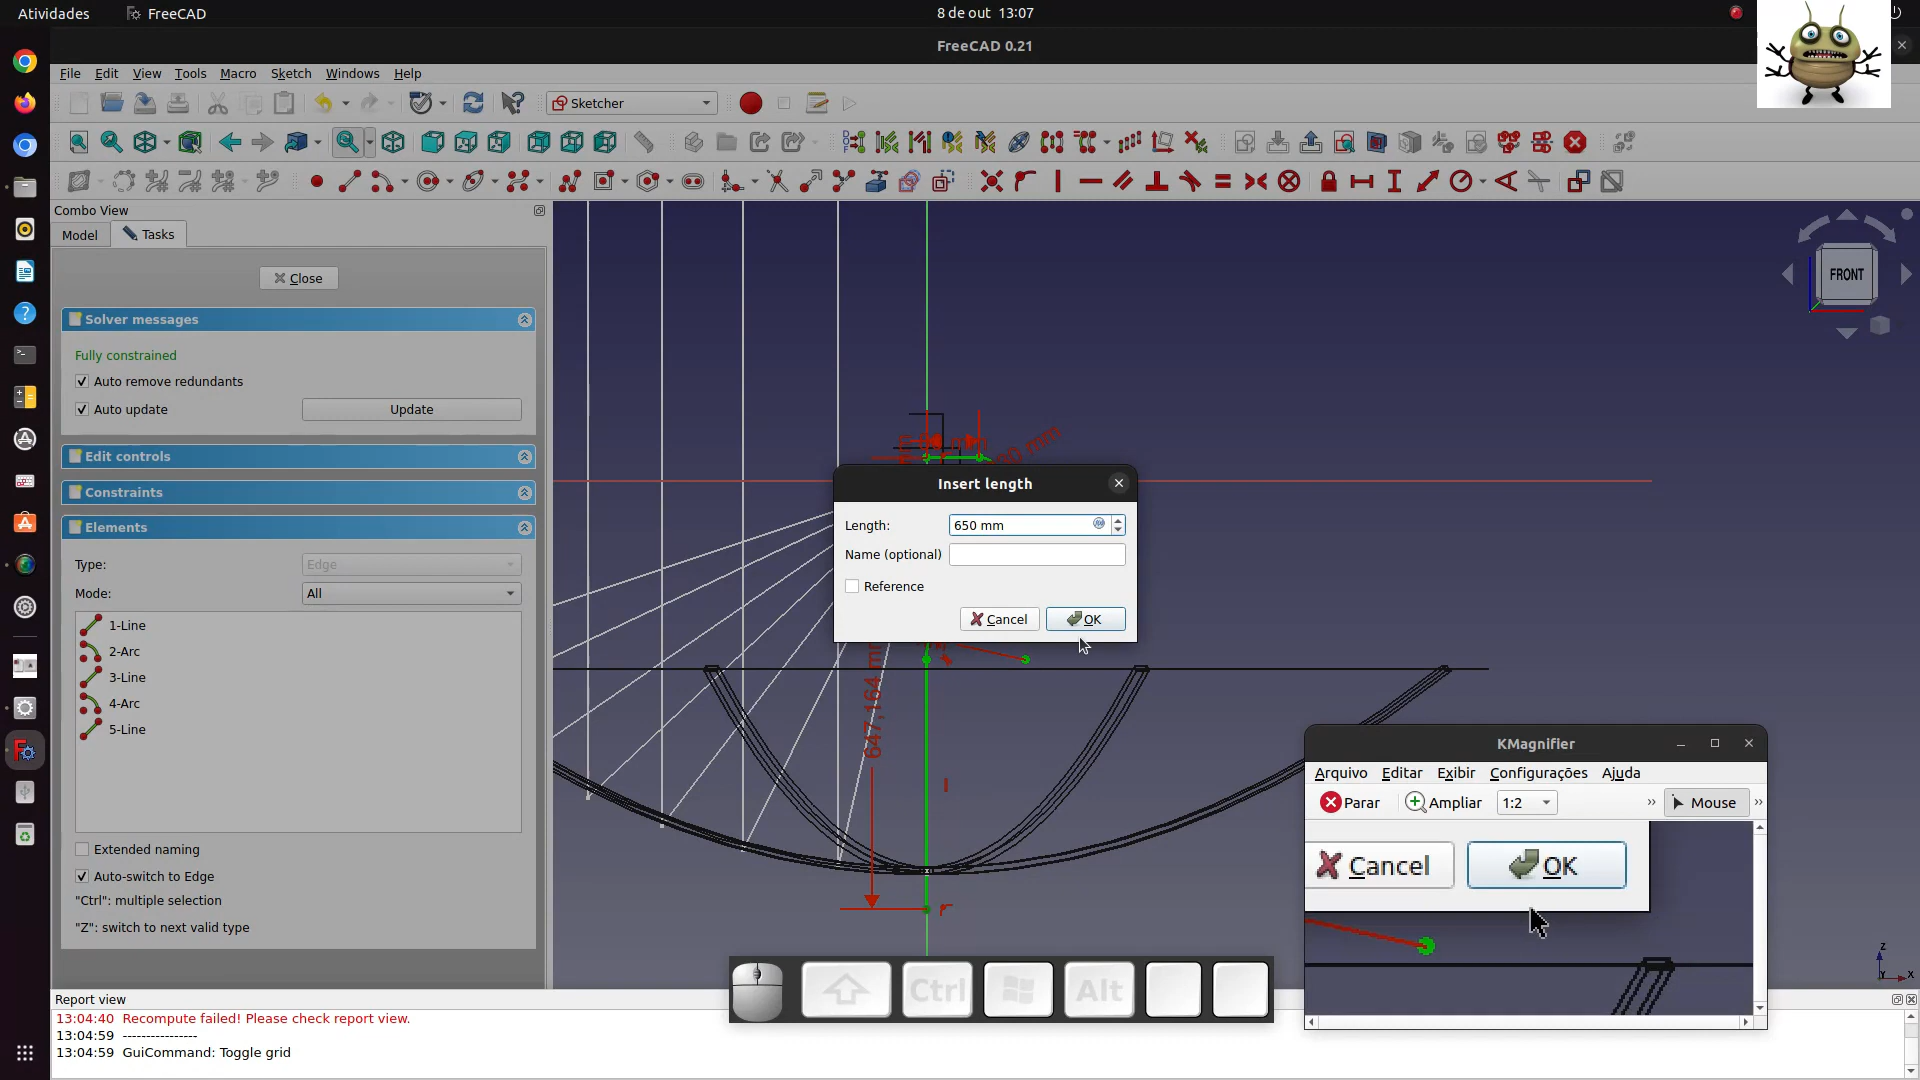 Atividades
FreeCAD
8 de out 13:07
FreeCAD 0.21
File Edit View Tools Macro Sketch Windows Help
Sketcher
Combo View
Model
Tasks
Close
Solver messages
Fully constrained
Auto remove redundants
Auto update
Update
Edit controls
Constraints
Elements
Type:
Edge
Mode:
All
1-Line
2-Arc
3-Line
4-Arc
5-Line
Extended naming
Auto-switch to Edge
"Ctrl": multiple selection
"Z": switch to next valid type
FRONT
647,164 mm
Insert length
Length:
650 mm
Name (optional)
Reference
Cancel
OK
KMagnifier
Arquivo Editar Exibir Configurações Ajuda
Parar
Ampliar
1:2
Mouse
Cancel
OK
Z
Y
X
Ctrl
Alt
Report view
13:04:40 Recompute failed! Please check report view.
13:04:59 ----------------
13:04:59 GuiCommand: Toggle grid